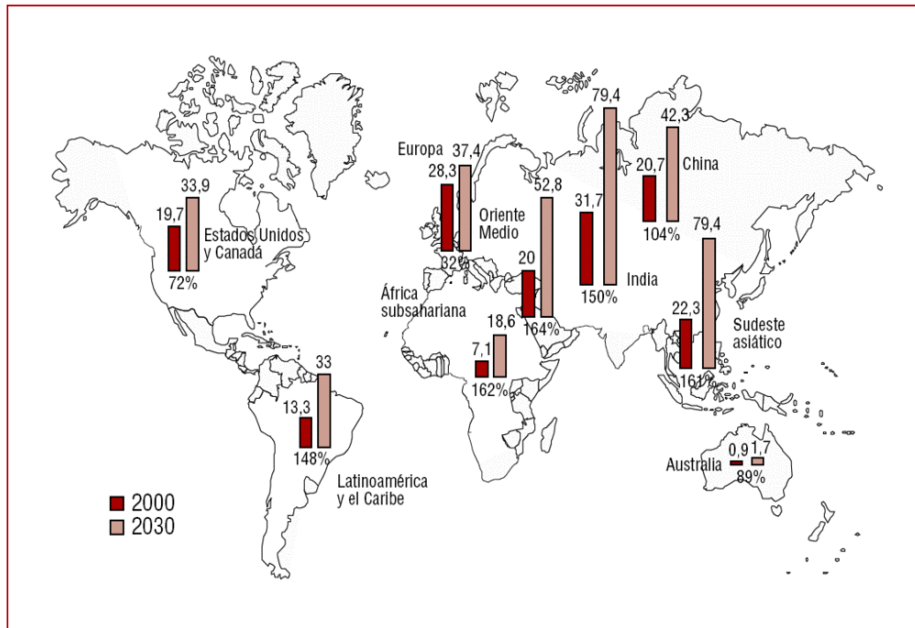 79,4
42,3
Europa
37,4
28,3
20,7
China
52,8
33,9
31,7
19,7
Estados Unidos
y Canadá
Oriente
Medio
104%
79,4
32%
20
72%
India
150%
África
subsahariana
22,3
18,6
164%
Sudeste
asiático
7,1
33
162%
161%
13,3
148%
Latinoamérica
y el Caribe
0,9
1,7
Australia
89%
2000
2030